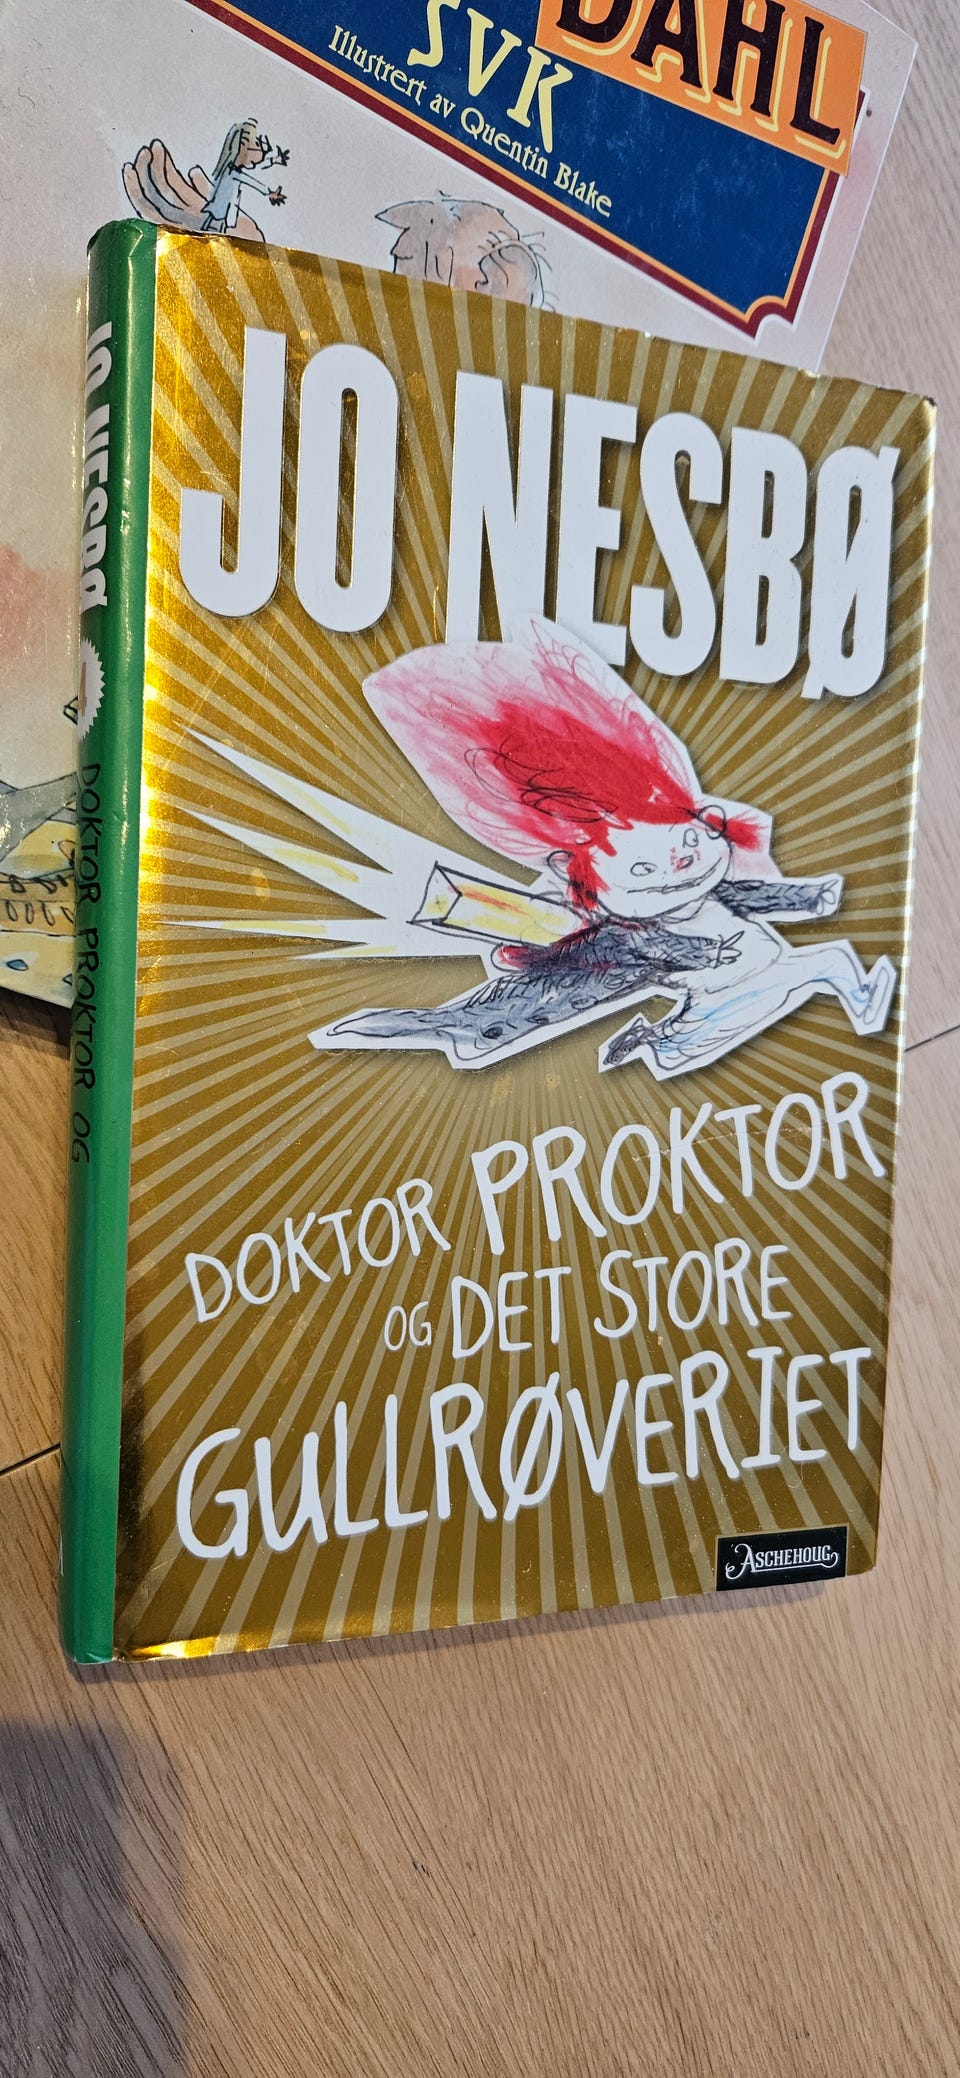 DAHL
SVK
Illustrert av Quentin Blake
JO NESBØ
JO NESBØ
DOKTOR PROKTOR OG
DOKTOR PROKTOR
OG DET STORE
GULLRØVERIET
ASCHEHOUG